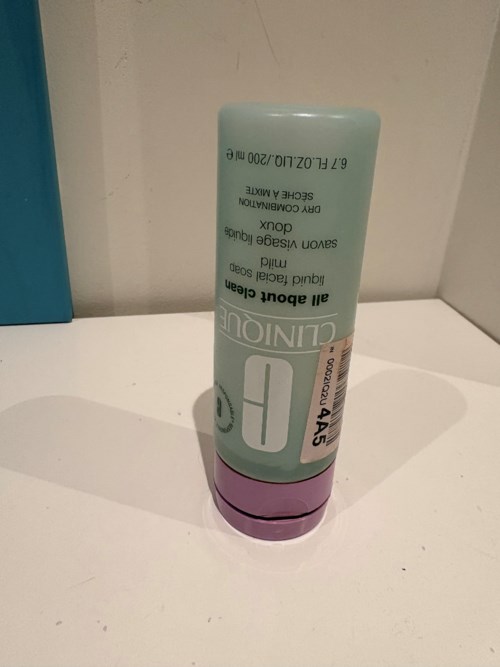 CLINIQUE
all about clean
liquid facial soap
mild
savon visage liquide
doux
DRY COMBINATION
SÈCHE À MIXTE
6.7 FL.OZ.LIQ./200 ml e
4A5